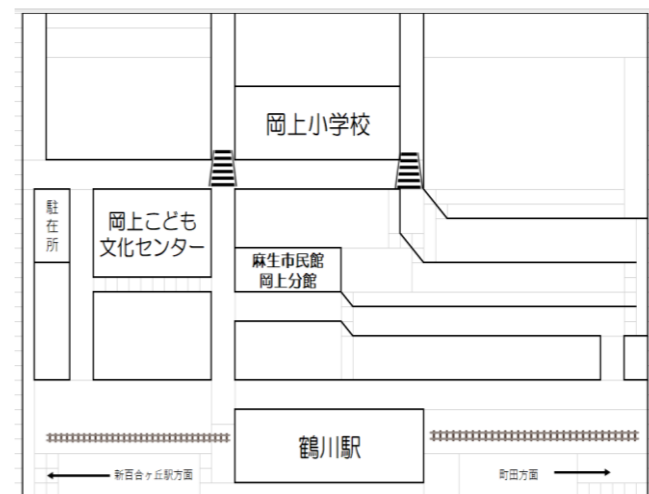 岡上小学校
駐在所
岡上こども
文化センター
麻生市民館
岡上分館
鶴川駅
新百合ヶ丘駅方面
町田方面